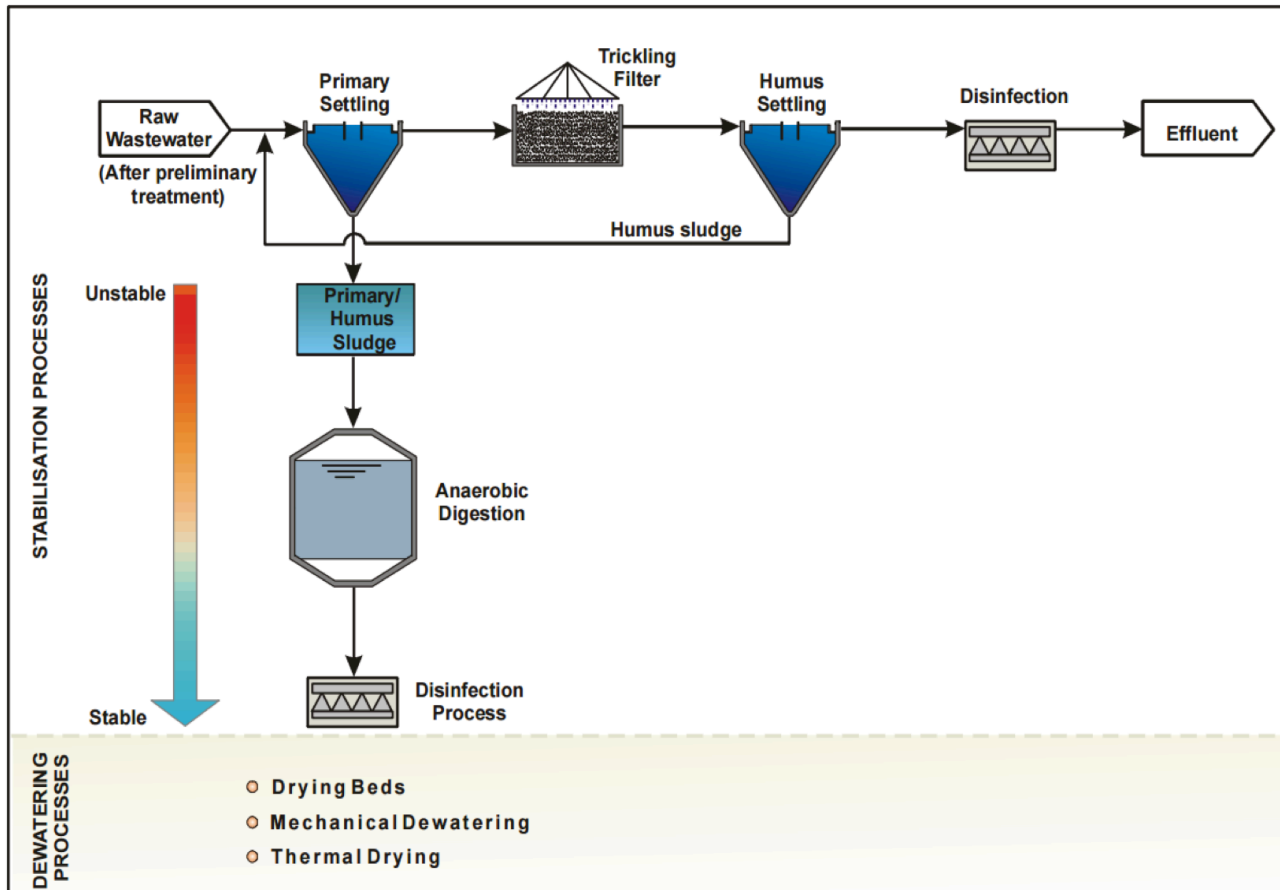 Primary
Settling
Trickling
Filter
Humus
Settling
Disinfection
Raw
Wastewater
(After preliminary
treatment)
Effluent
Humus sludge
STABILISATION PROCESSES
Unstable
Primary/
Humus
Sludge
Anaerobic
Digestion
Stable
Disinfection
Process
DEWATERING
PROCESSES
Drying Beds
Mechanical Dewatering
Thermal Drying